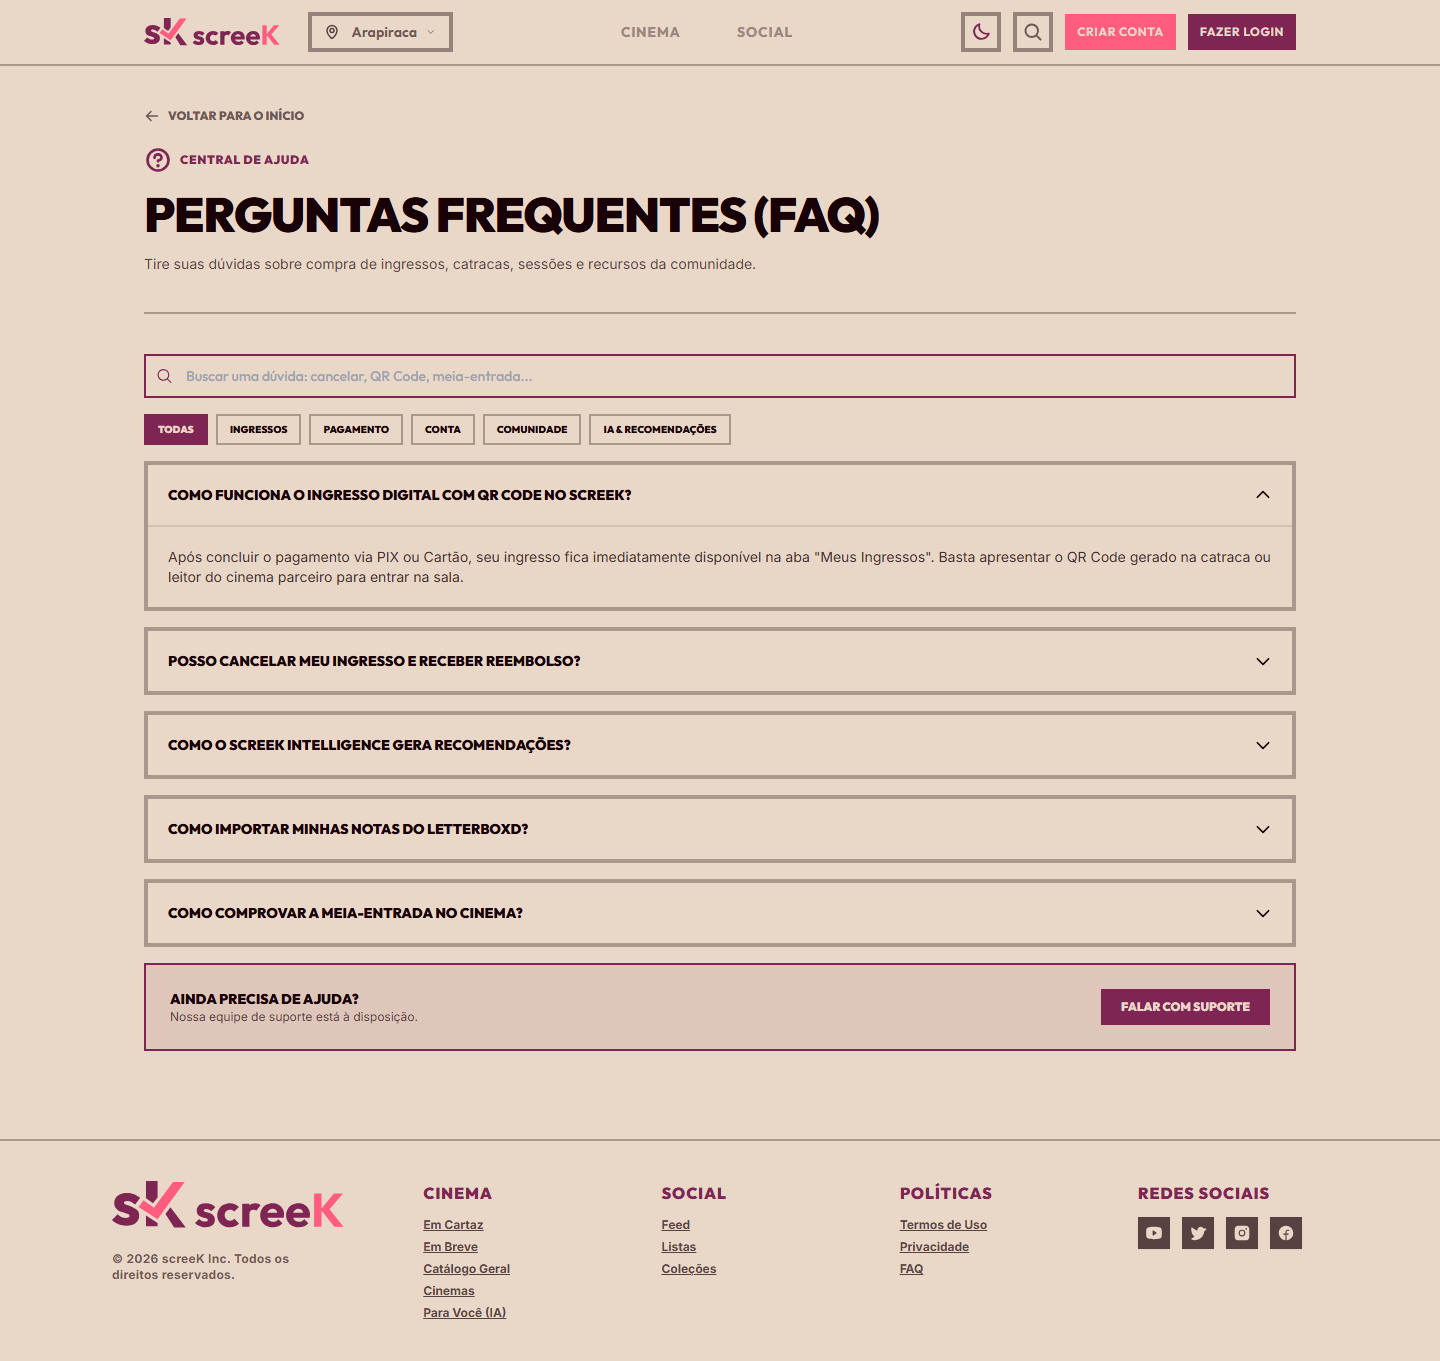 sK screeK
Arapiraca
CINEMA
SOCIAL
CRIAR CONTA
FAZER LOGIN
VOLTAR PARA O INÍCIO
CENTRAL DE AJUDA
PERGUNTAS FREQUENTES (FAQ)
Tire suas dúvidas sobre compra de ingressos, catracas, sessões e recursos da comunidade.
Buscar uma dúvida: cancelar, QR Code, meia-entrada...
TODAS
INGRESSOS
PAGAMENTO
CONTA
COMUNIDADE
IA & RECOMENDAÇÕES
COMO FUNCIONA O INGRESSO DIGITAL COM QR CODE NO SCREEK?
Após concluir o pagamento via PIX ou Cartão, seu ingresso fica imediatamente disponível na aba "Meus Ingressos". Basta apresentar o QR Code gerado na catraca ou
leitor do cinema parceiro para entrar na sala.
POSSO CANCELAR MEU INGRESSO E RECEBER REEMBOLSO?
COMO O SCREEK INTELLIGENCE GERA RECOMENDAÇÕES?
COMO IMPORTAR MINHAS NOTAS DO LETTERBOXD?
COMO COMPROVAR A MEIA-ENTRADA NO CINEMA?
AINDA PRECISA DE AJUDA?
Nossa equipe de suporte está à disposição.
FALAR COM SUPORTE
sK screeK
© 2026 screeK Inc. Todos os
direitos reservados.
CINEMA
Em Cartaz
Em Breve
Catálogo Geral
Cinemas
Para Você (IA)
SOCIAL
Feed
Listas
Coleções
POLÍTICAS
Termos de Uso
Privacidade
FAQ
REDES SOCIAIS